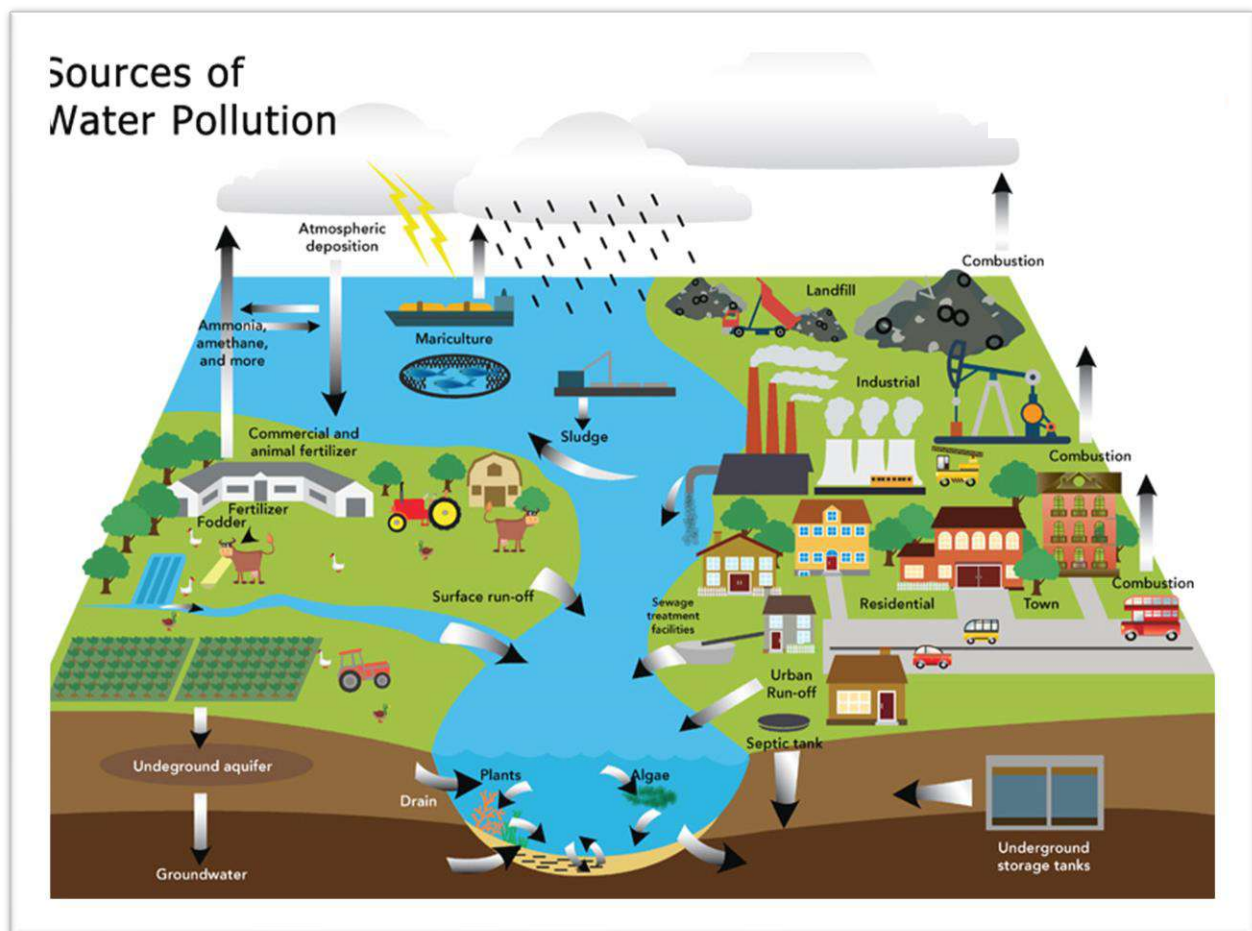 Sources of
Water Pollution
Atmospheric
deposition
Combustion
Landfill
Ammonia,
amethane,
and more
Mariculture
Industrial
Commercial and
animal fertilizer
Sludge
Combustion
Fertilizer
Fodder
Combustion
Surface run-off
Sewage
treatment
facilities
Residential
Town
Urban
Run-off
Septic tank
Undeground aquifer
Plants
Algae
Drain
Groundwater
Underground
storage tanks